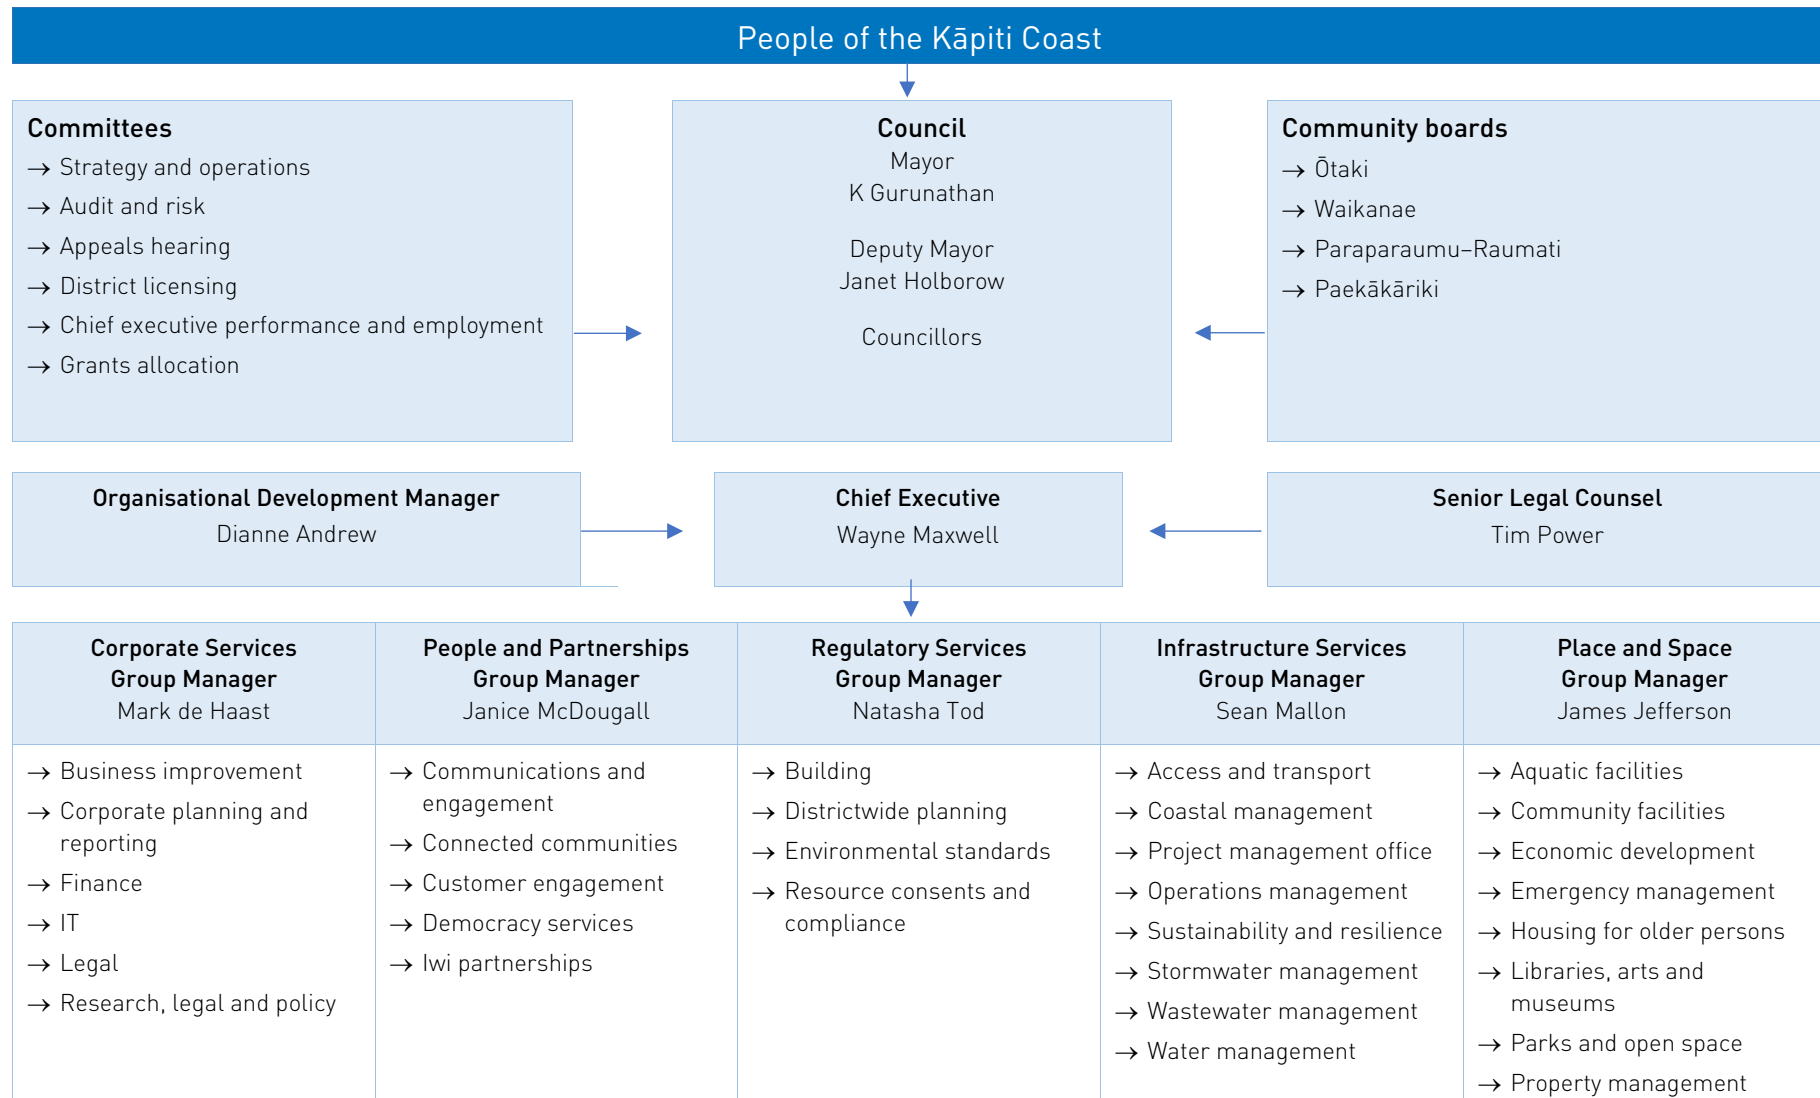 People of the Kāpiti Coast
Committees
→ Strategy and operations
→ Audit and risk
→ Appeals hearing
→ District licensing
→ Chief executive performance and employment
→ Grants allocation
Council
Mayor
K Gurunathan
Deputy Mayor
Janet Holborow
Councillors
Community boards
→ Ōtaki
→ Waikanae
→ Paraparaumu–Raumati
→ Paekākāriki
Organisational Development Manager
Dianne Andrew
Chief Executive
Wayne Maxwell
Senior Legal Counsel
Tim Power
Corporate Services
Group Manager
Mark de Haast
→ Business improvement
→ Corporate planning and
reporting
→ Finance
→ IT
→ Legal
→ Research, legal and policy
People and Partnerships
Group Manager
Janice McDougall
→ Communications and
engagement
→ Connected communities
→ Customer engagement
→ Democracy services
→ Iwi partnerships
Regulatory Services
Group Manager
Natasha Tod
→ Building
→ Districtwide planning
→ Environmental standards
→ Resource consents and
compliance
Infrastructure Services
Group Manager
Sean Mallon
→ Access and transport
→ Coastal management
→ Project management office
→ Operations management
→ Sustainability and resilience
→ Stormwater management
→ Wastewater management
→ Water management
Place and Space
Group Manager
James Jefferson
→ Aquatic facilities
→ Community facilities
→ Economic development
→ Emergency management
→ Housing for older persons
→ Libraries, arts and
museums
→ Parks and open space
→ Property management